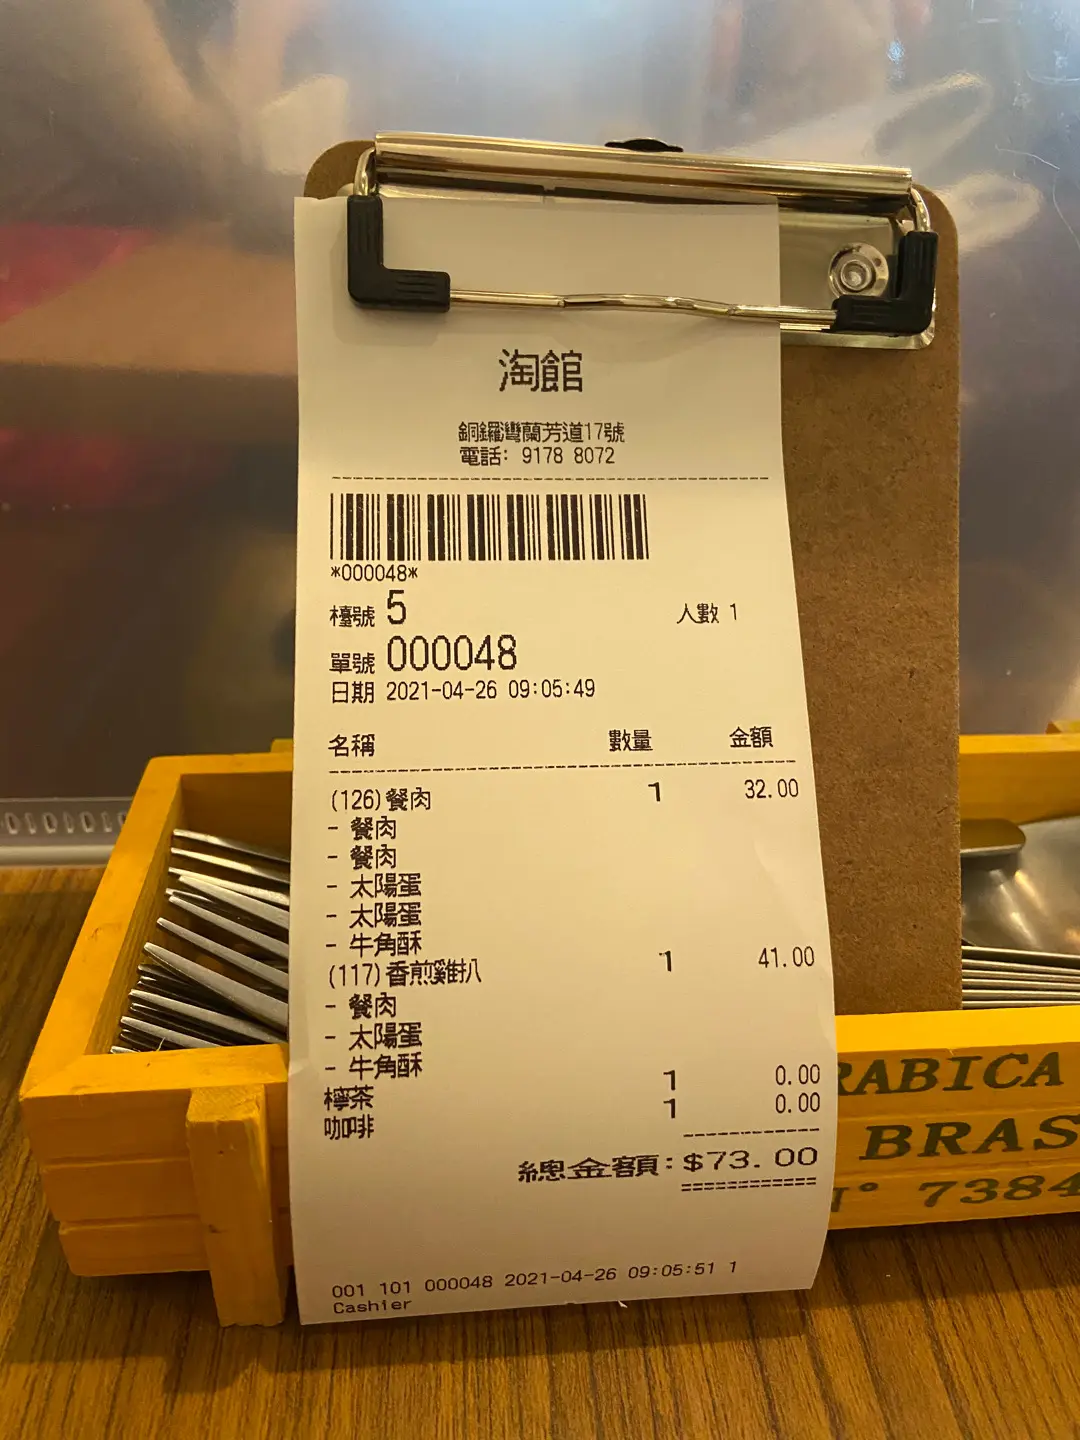 淘館
銅鑼灣蘭芳道17號
電話: 9178 8072
*000048*
檯號 5 人數 1
單號 000048
日期 2021-04-26 09:05:49
名稱 數量 金額
(126)餐肉 1 32.00
- 餐肉
- 餐肉
- 太陽蛋
- 太陽蛋
- 牛角酥
(117)香煎雞扒 1 41.00
- 餐肉
- 太陽蛋
- 牛角酥
檸茶 1 0.00
咖啡 1 0.00
總金額:$73.00
001 101 000048 2021-04-26 09:05:51 1
Cashier
RABICA
BRAS
N° 7384